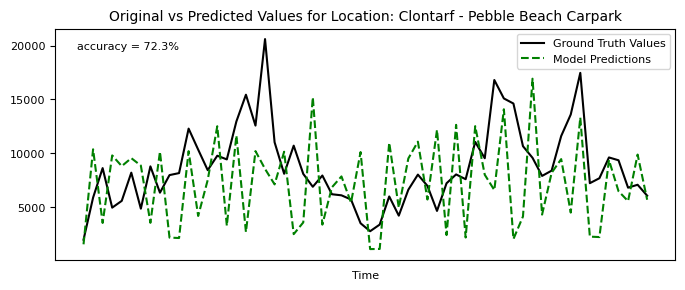 Original vs Predicted Values for Location: Clontarf - Pebble Beach Carpark
accuracy = 72.3%
Ground Truth Values
Model Predictions
20000
15000
10000
5000
Time